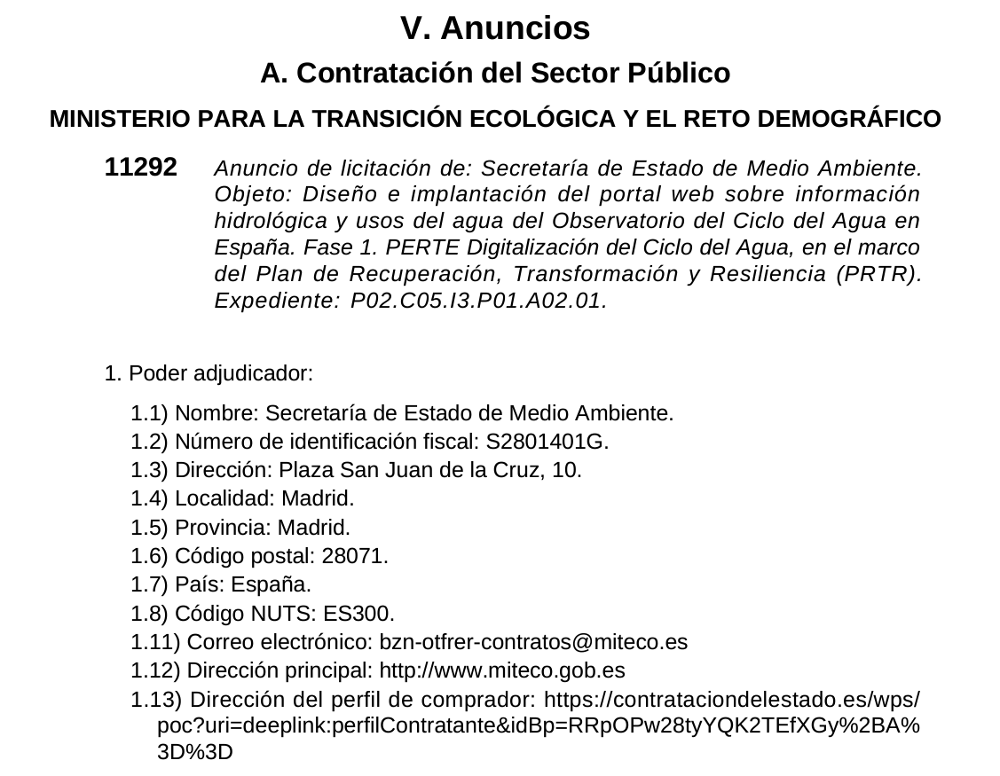 V. Anuncios
A. Contratación del Sector Público
MINISTERIO PARA LA TRANSICIÓN ECOLÓGICA Y EL RETO DEMOGRÁFICO
11292 Anuncio de licitación de: Secretaría de Estado de Medio Ambiente.
Objeto: Diseño e implantación del portal web sobre información
hidrológica y usos del agua del Observatorio del Ciclo del Agua en
España. Fase 1. PERTE Digitalización del Ciclo del Agua, en el marco
del Plan de Recuperación, Transformación y Resiliencia (PRTR).
Expediente: P02.C05.I3.P01.A02.01.
1. Poder adjudicador:
1.1) Nombre: Secretaría de Estado de Medio Ambiente.
1.2) Número de identificación fiscal: S2801401G.
1.3) Dirección: Plaza San Juan de la Cruz, 10.
1.4) Localidad: Madrid.
1.5) Provincia: Madrid.
1.6) Código postal: 28071.
1.7) País: España.
1.8) Código NUTS: ES300.
1.11) Correo electrónico: bzn-otfrer-contratos@miteco.es
1.12) Dirección principal: http://www.miteco.gob.es
1.13) Dirección del perfil de comprador: https://contrataciondelestado.es/wps/
poc?uri=deeplink:perfilContratante&idBp=RRpOPw28tyYQK2TEfXGy%2BA%
3D%3D